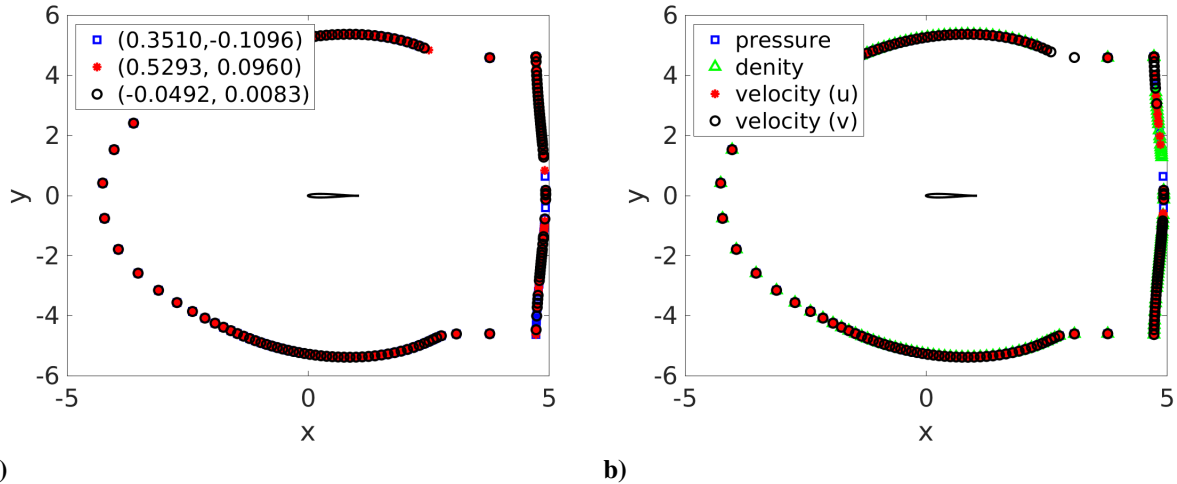 6
4
2
0
-2
-4
-6
-5
0
5
x
y
(0.3510,-0.1096)
(0.5293, 0.0960)
(-0.0492, 0.0083)
)
6
4
2
0
-2
-4
-6
-5
0
5
x
y
pressure
denity
velocity (u)
velocity (v)
b)